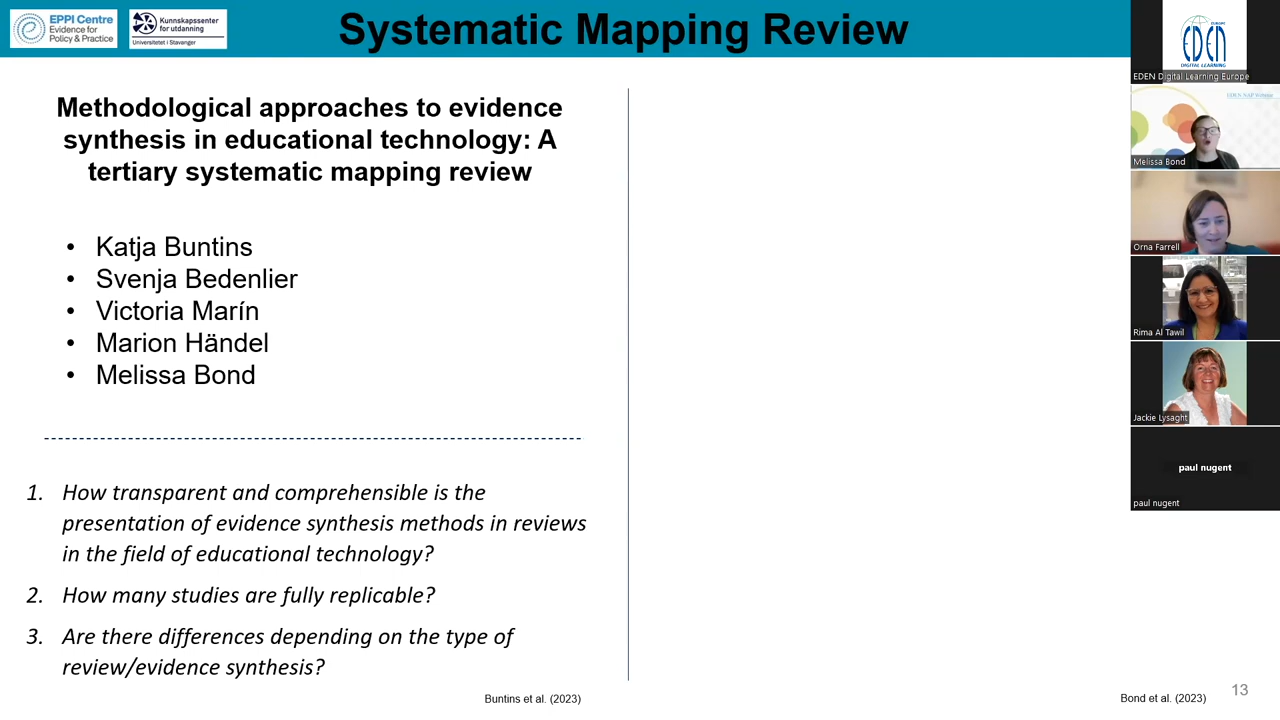 EPPI Centre
Evidence for
Policy & Practice
Kunnskapssenter
for utdanning
Universitetet i Stavanger
Systematic Mapping Review
Methodological approaches to evidence
synthesis in educational technology: A
tertiary systematic mapping review
• Katja Buntins
• Svenja Bedenlier
• Victoria Marín
• Marion Händel
• Melissa Bond
1. How transparent and comprehensible is the
presentation of evidence synthesis methods in reviews
in the field of educational technology?
2. How many studies are fully replicable?
3. Are there differences depending on the type of
review/evidence synthesis?
Buntins et al. (2023)
Bond et al. (2023)
13
EUROPE
EDEN
DIGITAL LEARNING
EDEN Digital Learning Europe
EDEN NAP Webinar
Melissa Bond
Orna Farrell
Rima Al Tawil
Jackie Lysaght
paul nugent
paul nugent